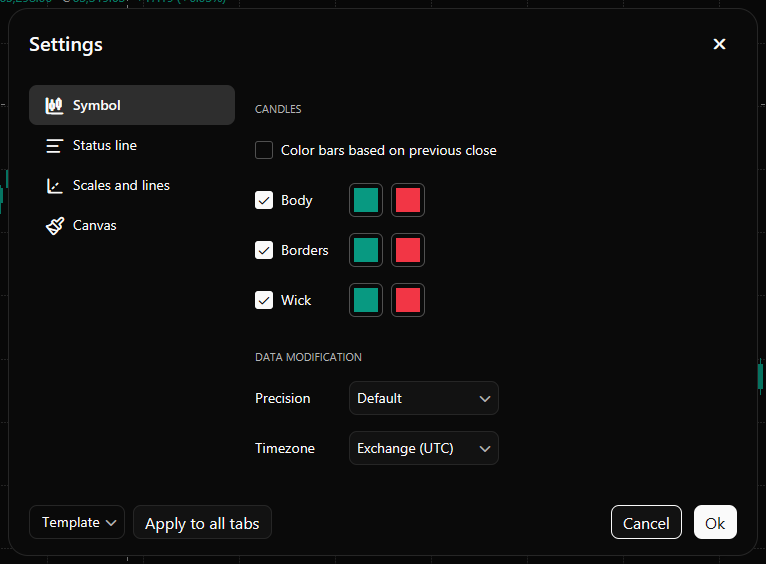 Settings
Symbol
Status line
Scales and lines
Canvas
CANDLES
Color bars based on previous close
Body
Borders
Wick
DATA MODIFICATION
Precision Default
Timezone Exchange (UTC)
Template Apply to all tabs Cancel Ok